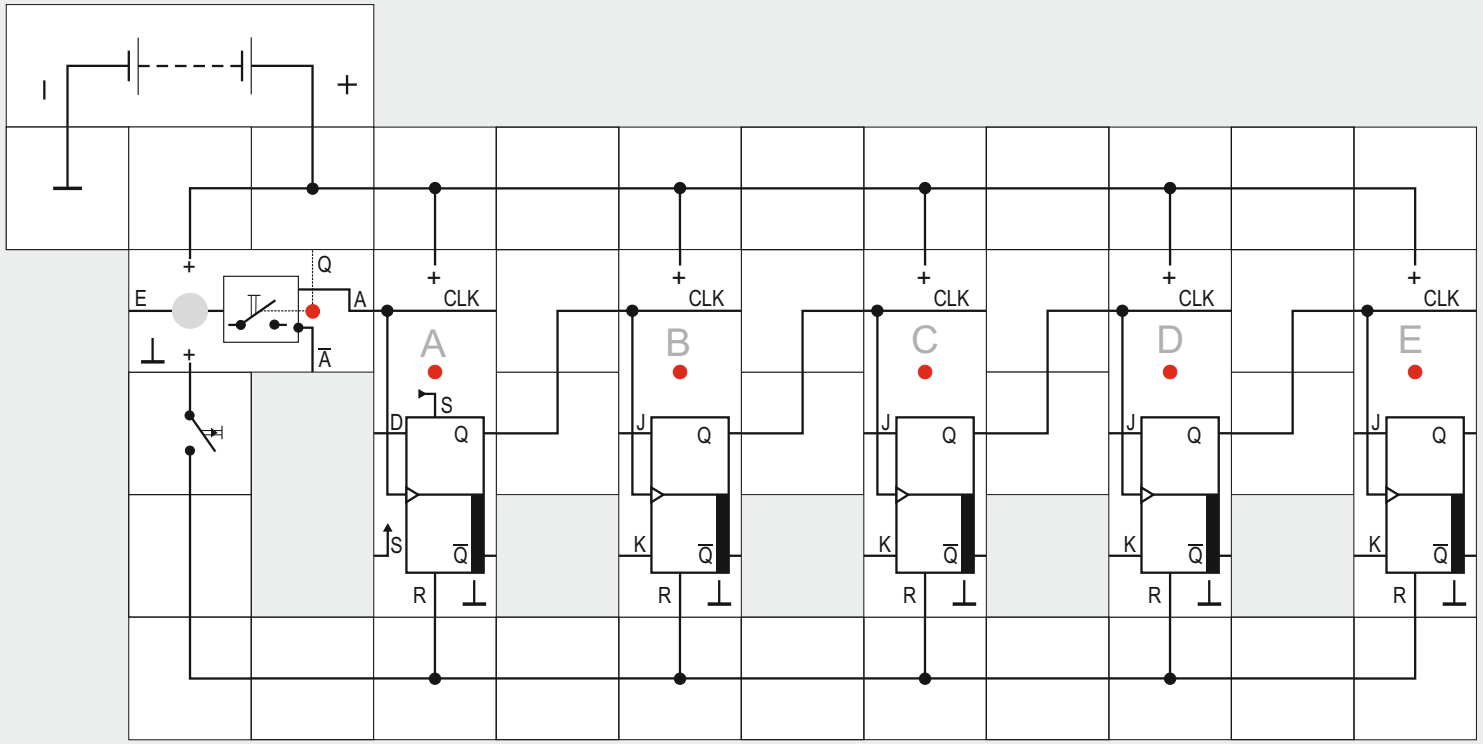 − +
+ Q + + + + +
E A CLK CLK CLK CLK CLK
+ A̅ A B C D E
S
D Q J Q J Q J Q J Q
S Q̅ K Q̅ K Q̅ K Q̅ K Q̅
R R R R R